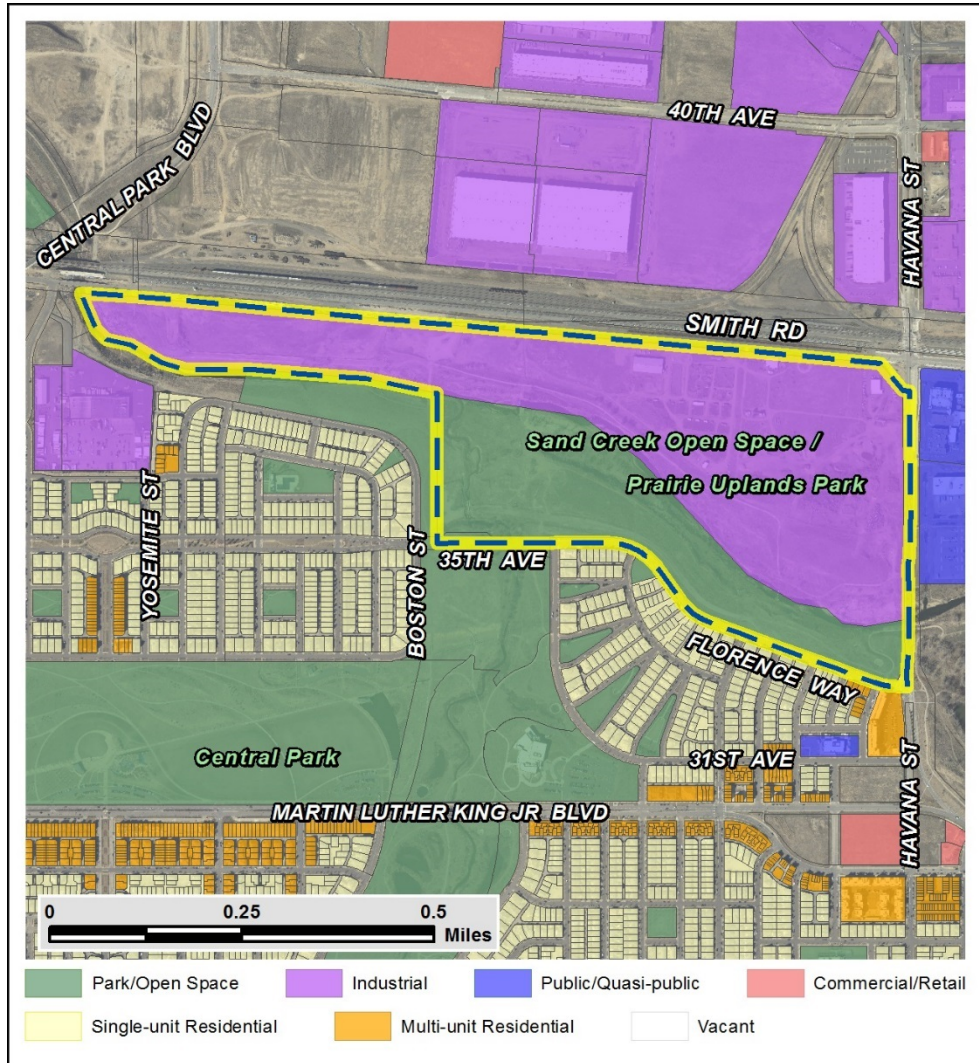 40TH AVE
CENTRAL PARK BLVD
HAVANA ST
SMITH RD
Sand Creek Open Space /
Prairie Uplands Park
YOSEMITE ST
BOSTON ST
35TH AVE
FLORENCE WAY
Central Park
31ST AVE
HAVANA ST
MARTIN LUTHER KING JR BLVD
0 0.25 0.5
Miles
Park/Open Space Industrial Public/Quasi-public Commercial/Retail
Single-unit Residential Multi-unit Residential Vacant